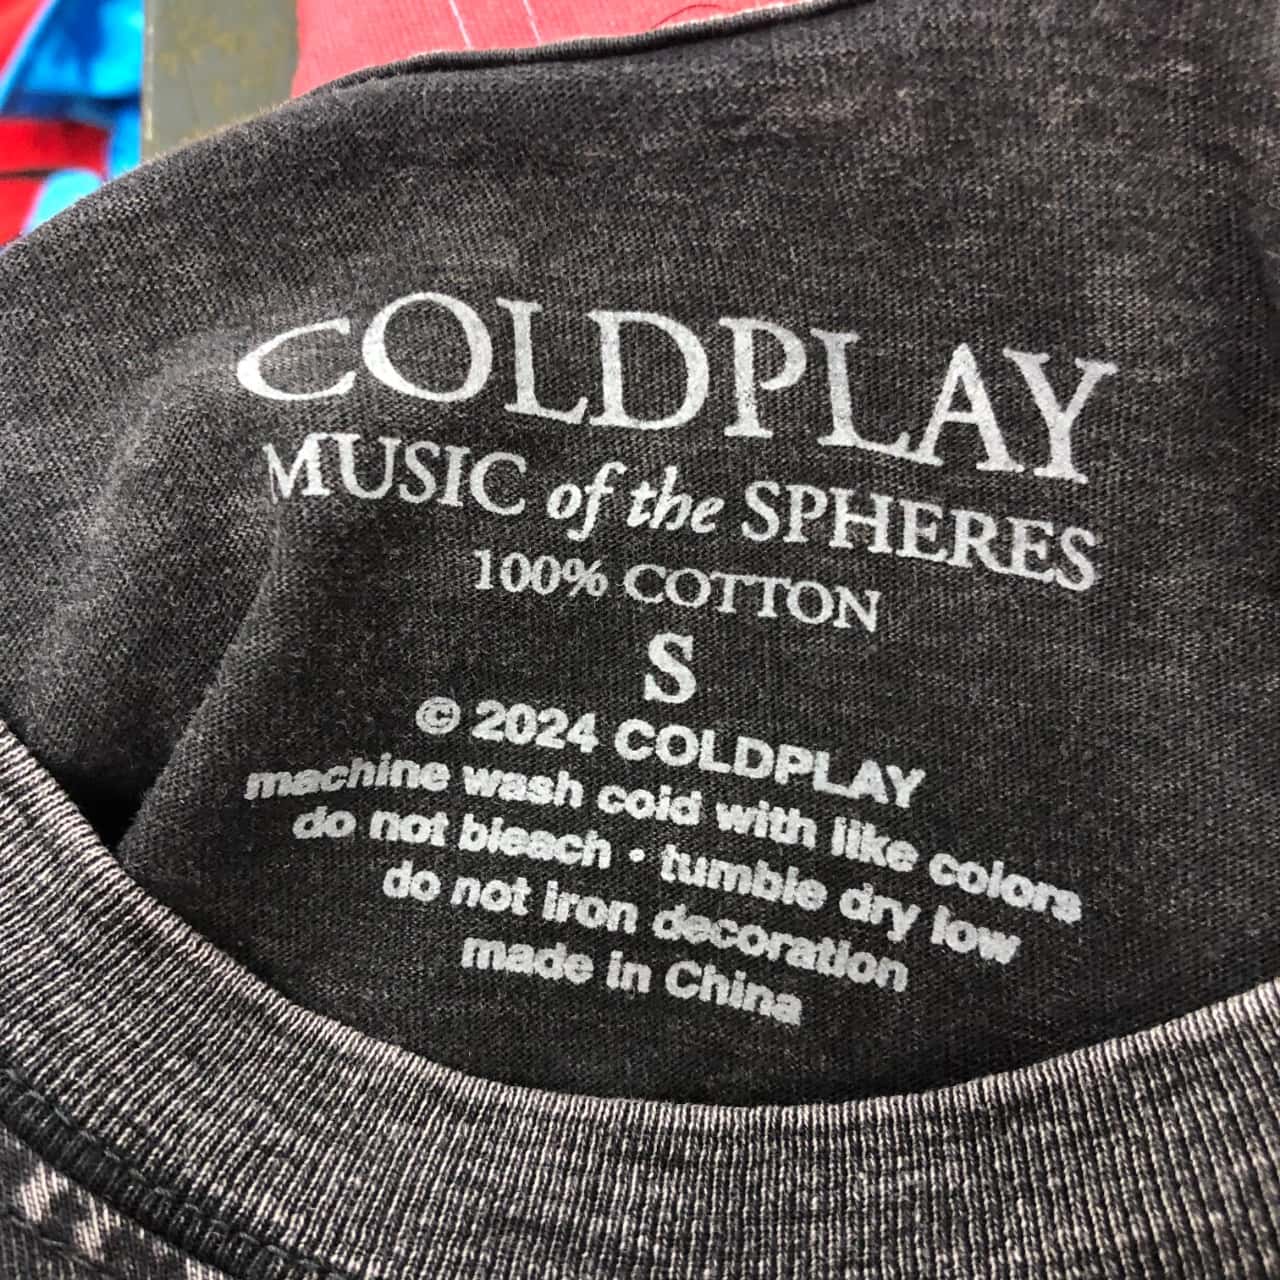 COLDPLAY
MUSIC of the SPHERES
100% COTTON
S
© 2024 COLDPLAY
machine wash cold with like colors
do not bleach • tumble dry low
do not iron decoration
made in China